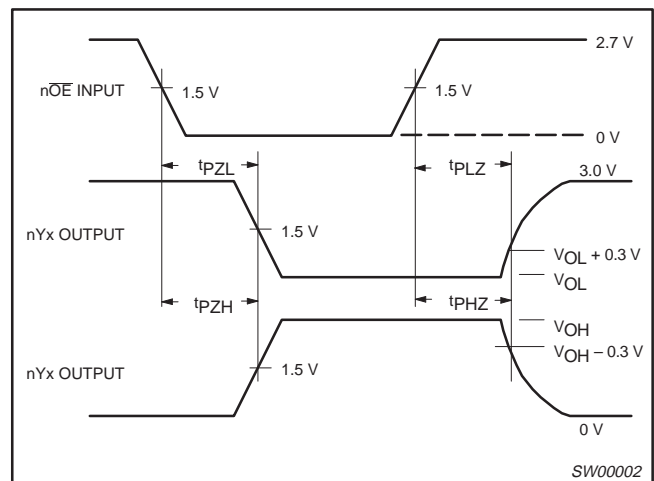 2.7 V
nOE INPUT
1.5 V
1.5 V
0 V
tPZL
tPLZ
3.0 V
nYx OUTPUT
1.5 V
VOL + 0.3 V
VOL
tPZH
tPHZ
VOH
VOH – 0.3 V
nYx OUTPUT
1.5 V
0 V
SW00002